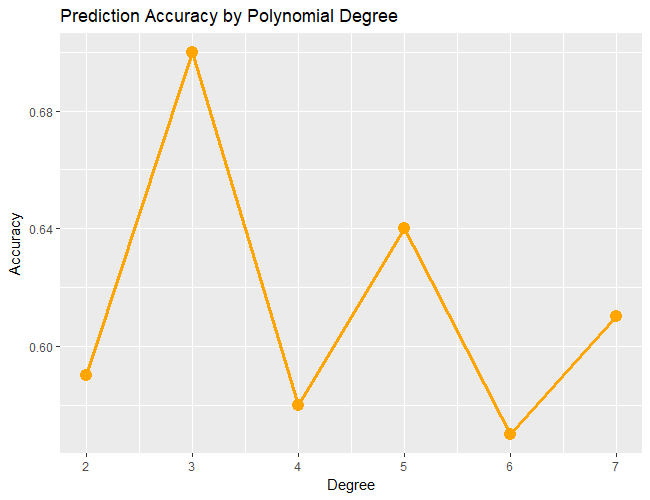 Prediction Accuracy by Polynomial Degree
0.68
0.64
0.60
Accuracy
2 3 4 5 6 7
Degree